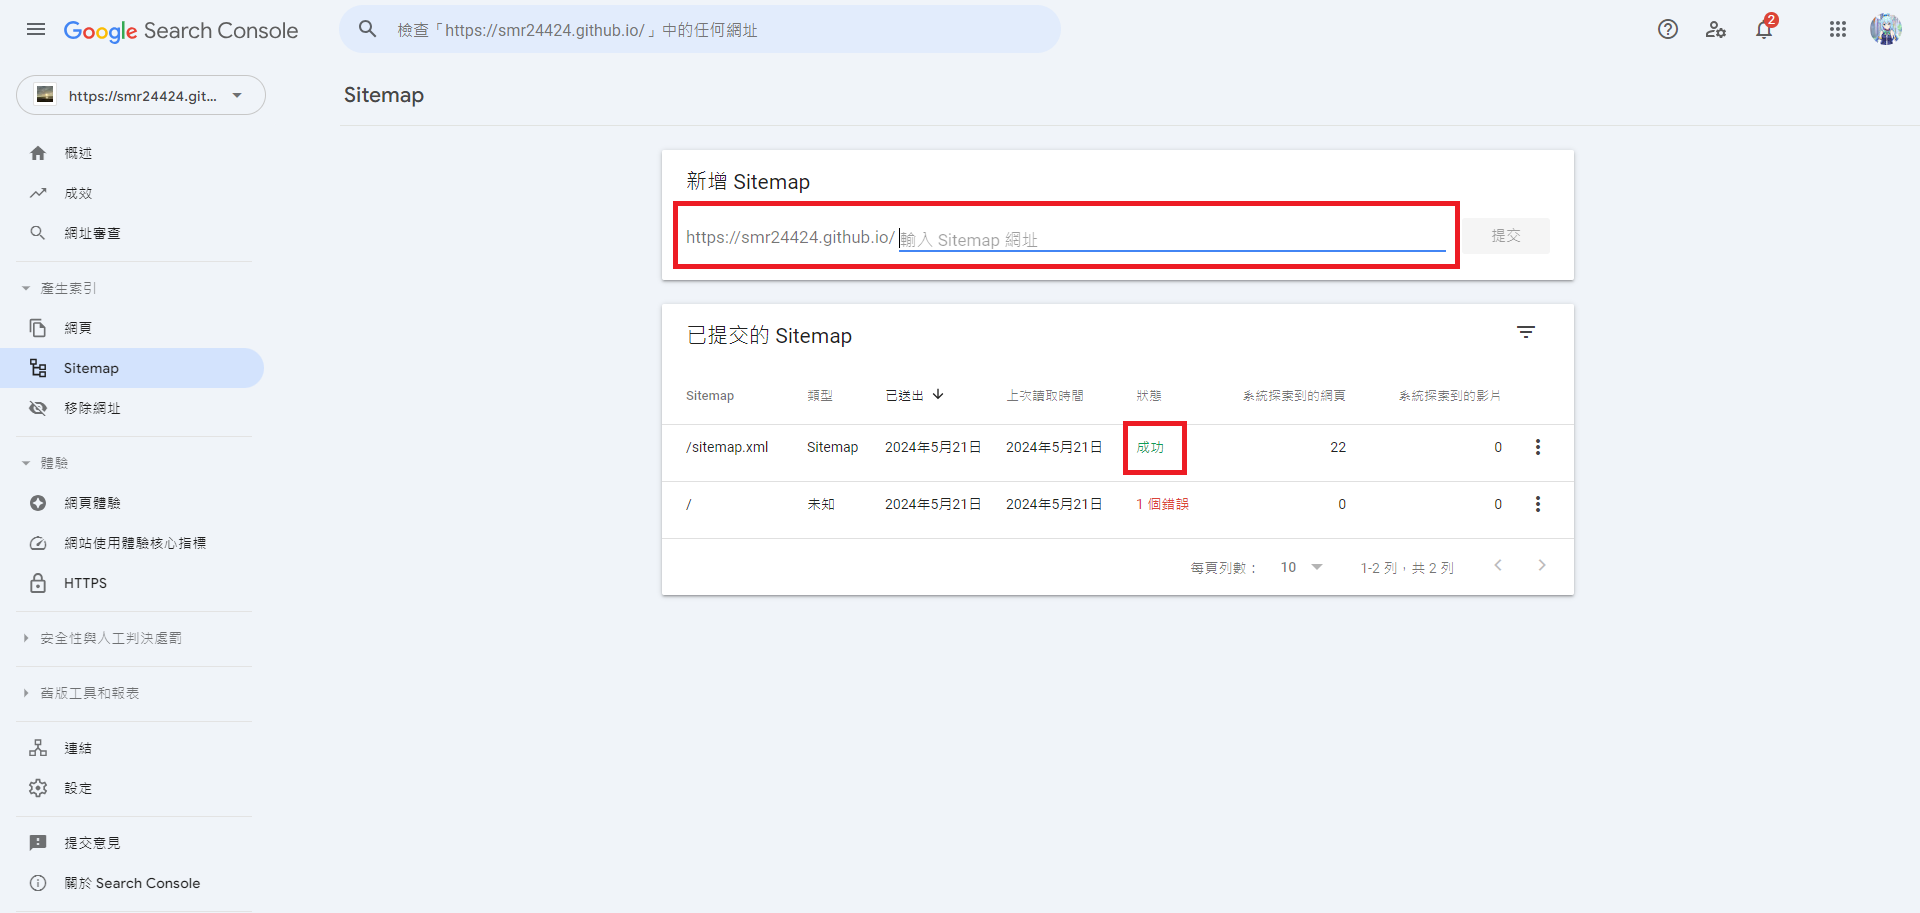 Google Search Console
檢查「https://smr24424.github.io/」中的任何網址
2
https://smr24424.git...
Sitemap
概述
成效
網址審查
產生索引
網頁
Sitemap
移除網址
體驗
網頁體驗
網站使用體驗核心指標
HTTPS
安全性與人工判決處罰
舊版工具和報表
連結
設定
提交意見
關於 Search Console
新增 Sitemap
https://smr24424.github.io/ 輸入 Sitemap 網址
提交
已提交的 Sitemap
Sitemap 類型 已送出 上次讀取時間 狀態 系統探索到的網頁 系統探索到的影片
/sitemap.xml Sitemap 2024年5月21日 2024年5月21日 成功 22 0
/ 未知 2024年5月21日 2024年5月21日 1 個錯誤 0 0
每頁列數： 10 1-2 列，共 2 列